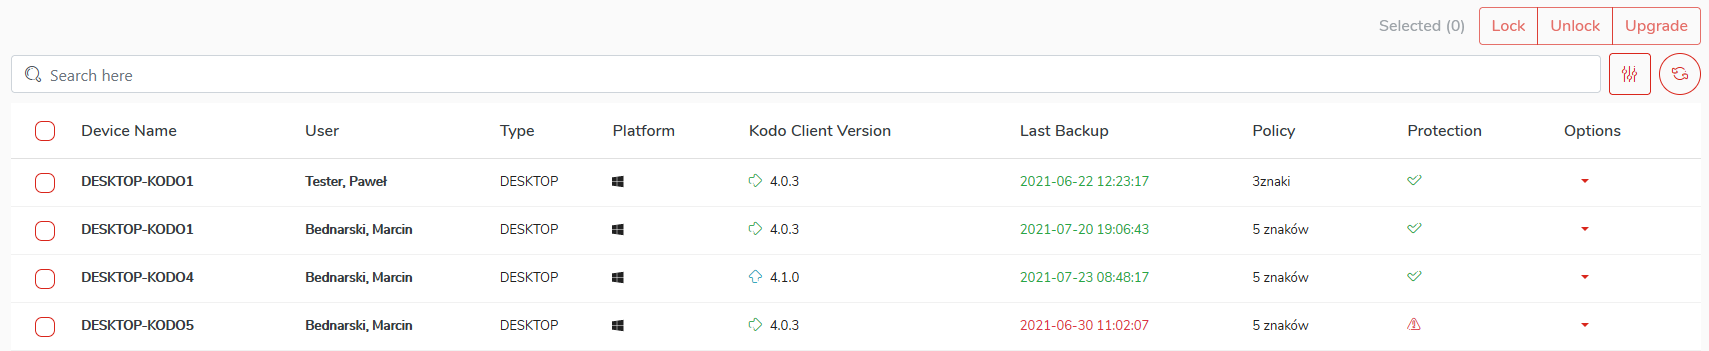 Selected (0) Lock Unlock Upgrade
Search here
Device Name User Type Platform Kodo Client Version Last Backup Policy Protection Options
DESKTOP-KODO1 Tester, Paweł DESKTOP 4.0.3 2021-06-22 12:23:17 3znaki
DESKTOP-KODO1 Bednarski, Marcin DESKTOP 4.0.3 2021-07-20 19:06:43 5 znaków
DESKTOP-KODO4 Bednarski, Marcin DESKTOP 4.1.0 2021-07-23 08:48:17 5 znaków
DESKTOP-KODO5 Bednarski, Marcin DESKTOP 4.0.3 2021-06-30 11:02:07 5 znaków